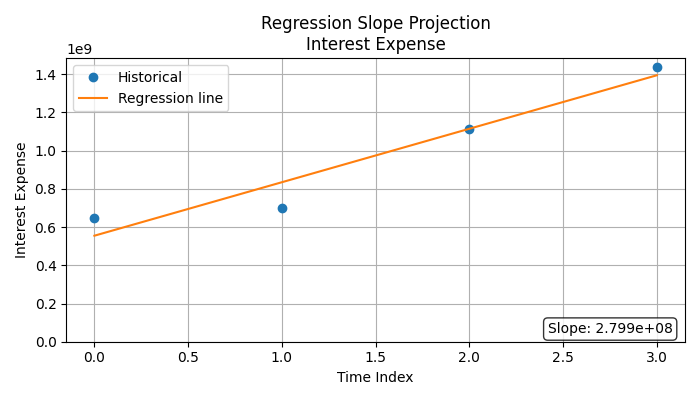 Regression Slope Projection
Interest Expense
1e9
Historical
Regression line
1.4
1.2
1.0
0.8
0.6
0.4
0.2
0.0
Interest Expense
Slope: 2.799e+08
0.0 0.5 1.0 1.5 2.0 2.5 3.0
Time Index